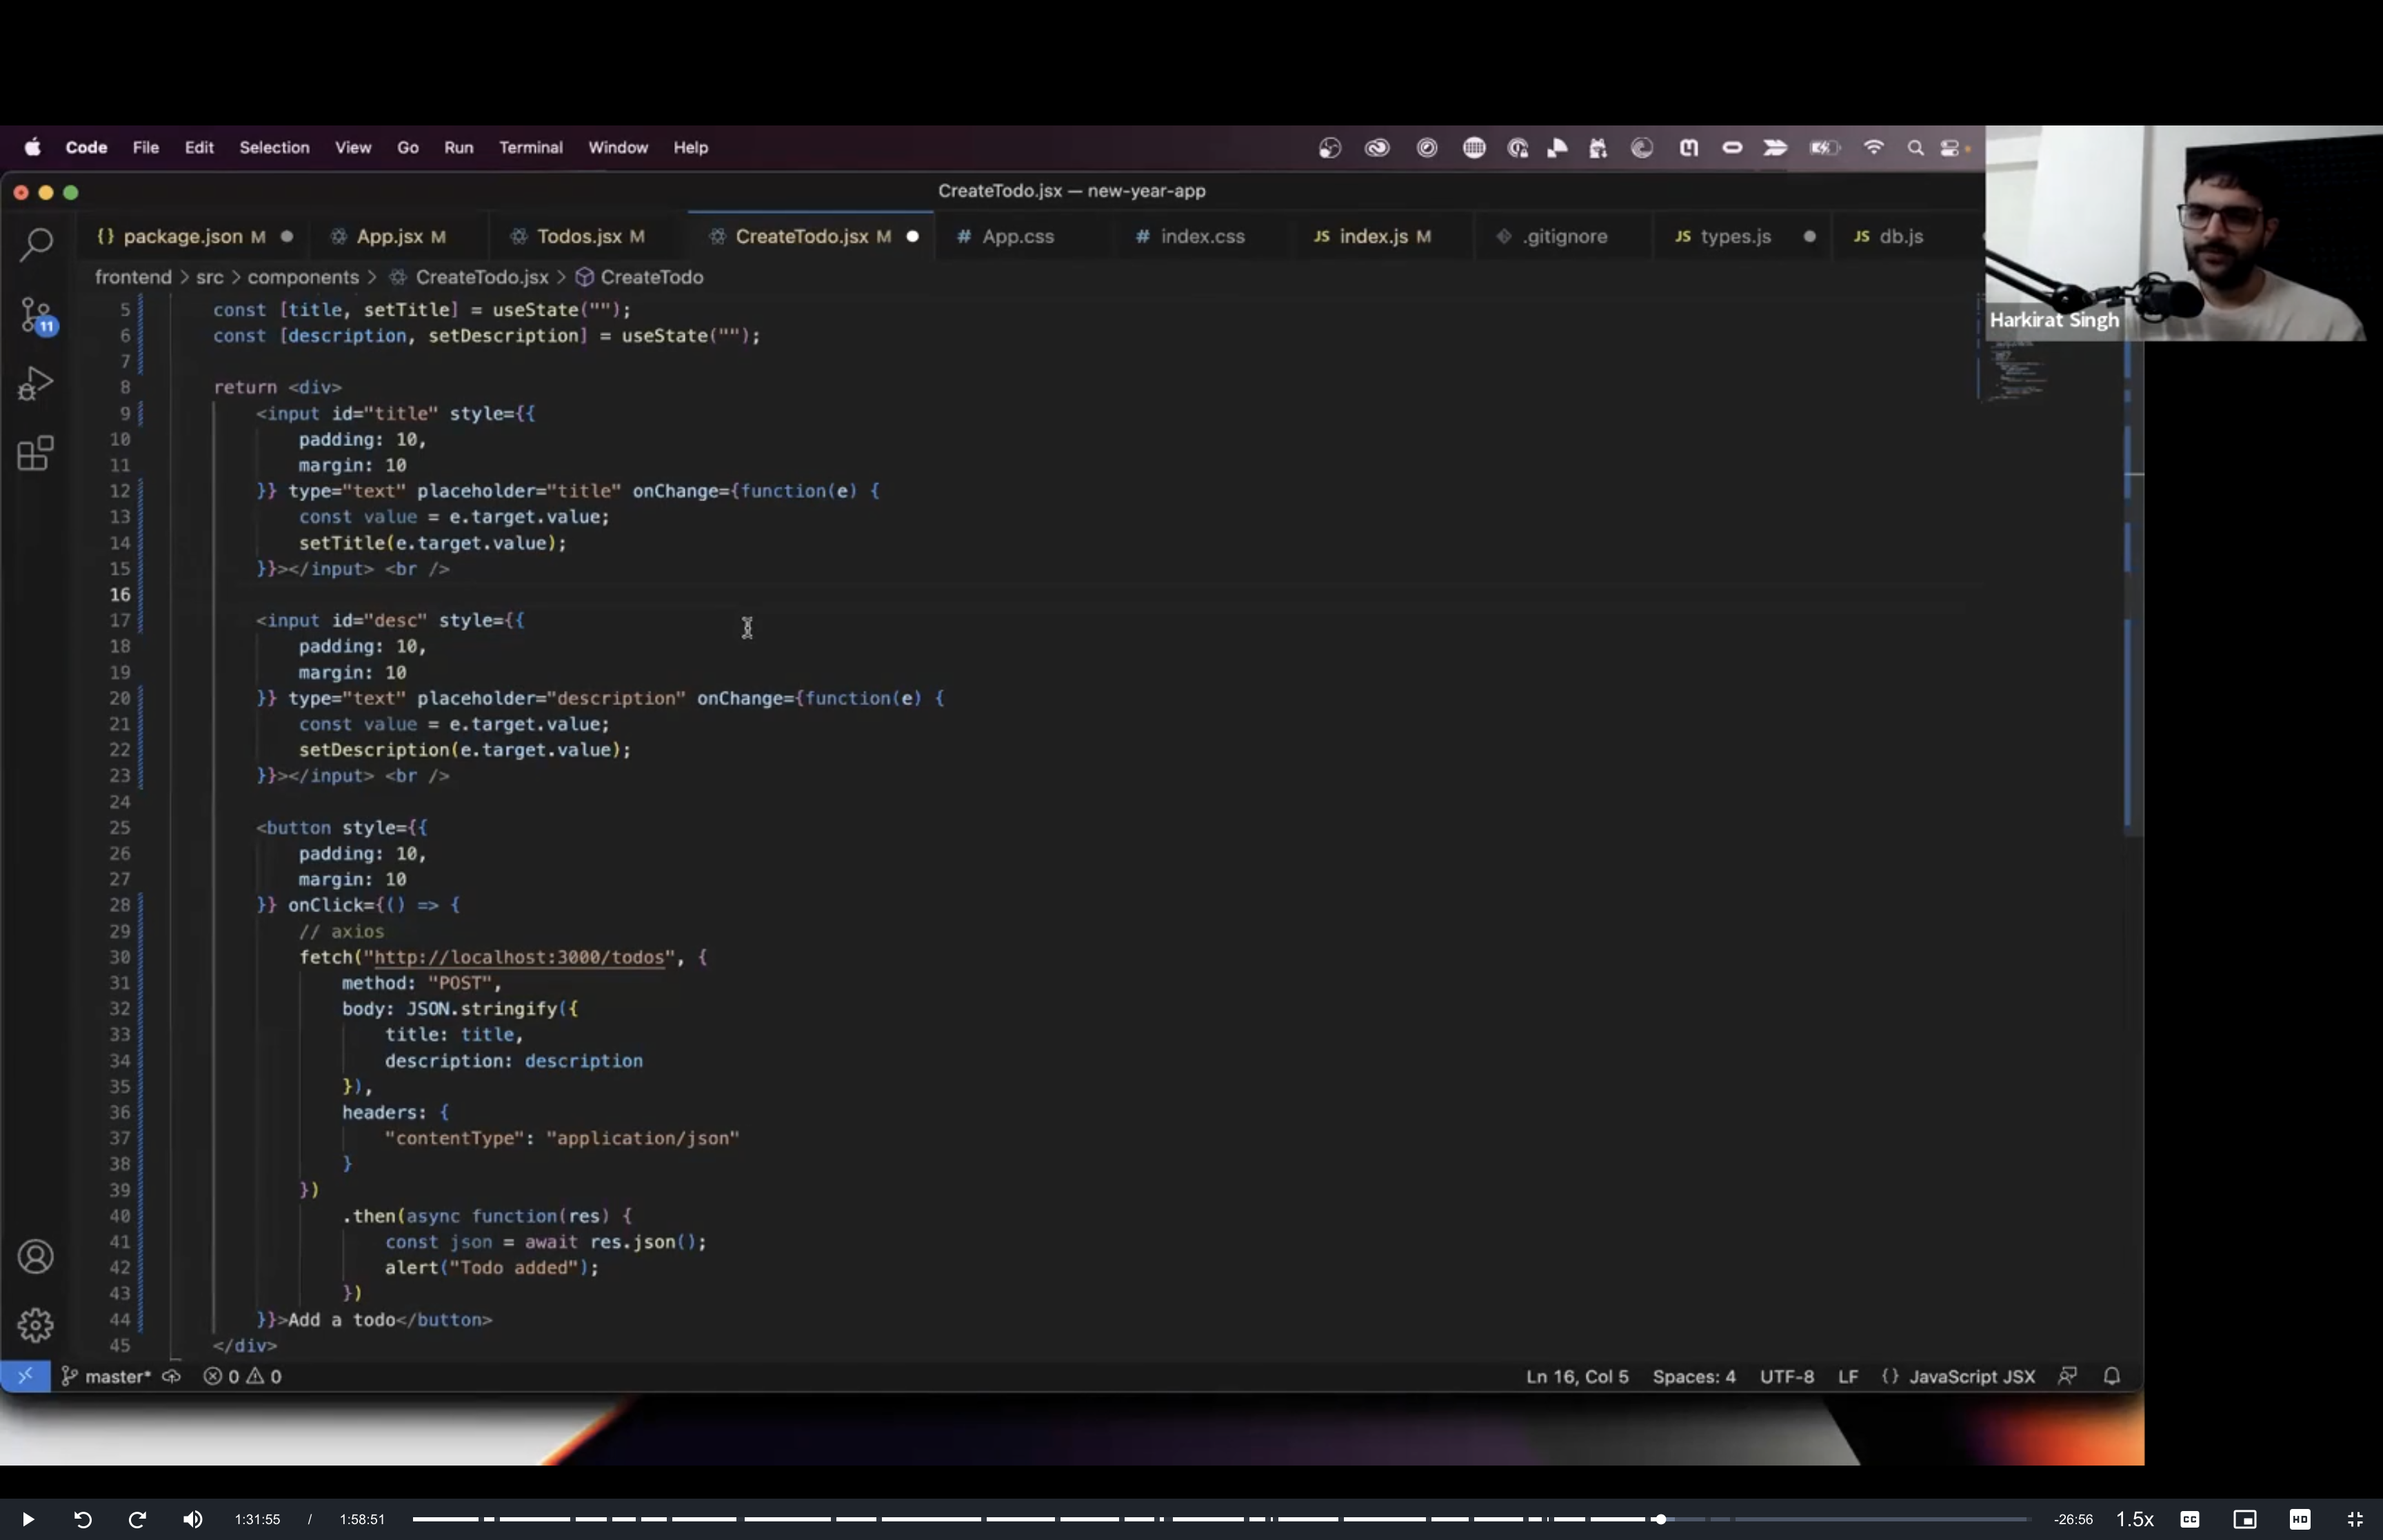 Code File Edit Selection View Go Run Terminal Window Help
CreateTodo.jsx — new-year-app
{} package.json M App.jsx M Todos.jsx M CreateTodo.jsx M # App.css # index.css JS index.js M .gitignore JS types.js JS db.js
frontend > src > components > CreateTodo.jsx > CreateTodo
Harkirat Singh
11
5 const [title, setTitle] = useState("");
6 const [description, setDescription] = useState("");
7
8 return <div>
9 <input id="title" style={{
10 padding: 10,
11 margin: 10
12 }} type="text" placeholder="title" onChange={function(e) {
13 const value = e.target.value;
14 setTitle(e.target.value);
15 }}></input> <br />
16
17 <input id="desc" style={{
18 padding: 10,
19 margin: 10
20 }} type="text" placeholder="description" onChange={function(e) {
21 const value = e.target.value;
22 setDescription(e.target.value);
23 }}></input> <br />
24
25 <button style={{
26 padding: 10,
27 margin: 10
28 }} onClick={() => {
29 // axios
30 fetch("http://localhost:3000/todos", {
31 method: "POST",
32 body: JSON.stringify({
33 title: title,
34 description: description
35 }),
36 headers: {
37 "contentType": "application/json"
38 }
39 })
40 .then(async function(res) {
41 const json = await res.json();
42 alert("Todo added");
43 })
44 }}>Add a todo</button>
45 </div>
master* 0 0 Ln 16, Col 5 Spaces: 4 UTF-8 LF {} JavaScript JSX
1:31:55 / 1:58:51 -26:56 1.5x CC HD